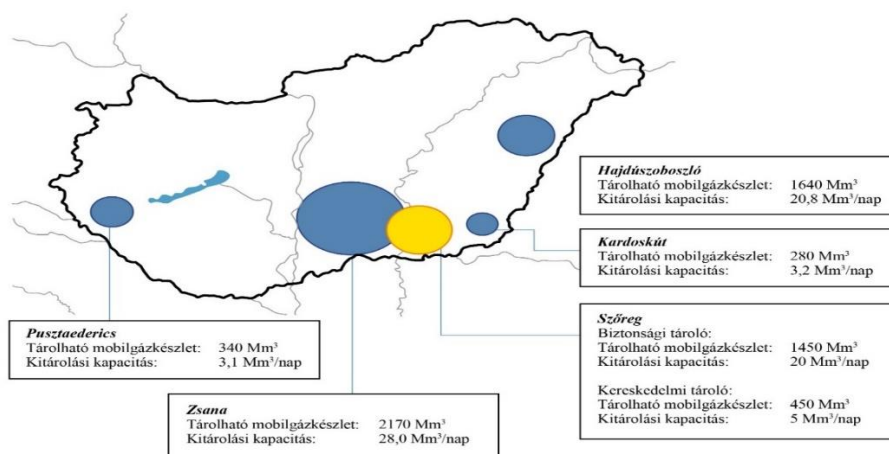 Hajdúszoboszló
Tárolható mobilgázkészlet: 1640 Mm³
Kitárolási kapacitás: 20,8 Mm³/nap
Kardoskút
Tárolható mobilgázkészlet: 280 Mm³
Kitárolási kapacitás: 3,2 Mm³/nap
Szőreg
Biztonsági tároló:
Tárolható mobilgázkészlet: 1450 Mm³
Kitárolási kapacitás: 20 Mm³/nap
Kereskedelmi tároló:
Tárolható mobilgázkészlet: 450 Mm³
Kitárolási kapacitás: 5 Mm³/nap
Pusztaederics
Tárolható mobilgázkészlet: 340 Mm³
Kitárolási kapacitás: 3,1 Mm³/nap
Zsana
Tárolható mobilgázkészlet: 2170 Mm³
Kitárolási kapacitás: 28,0 Mm³/nap